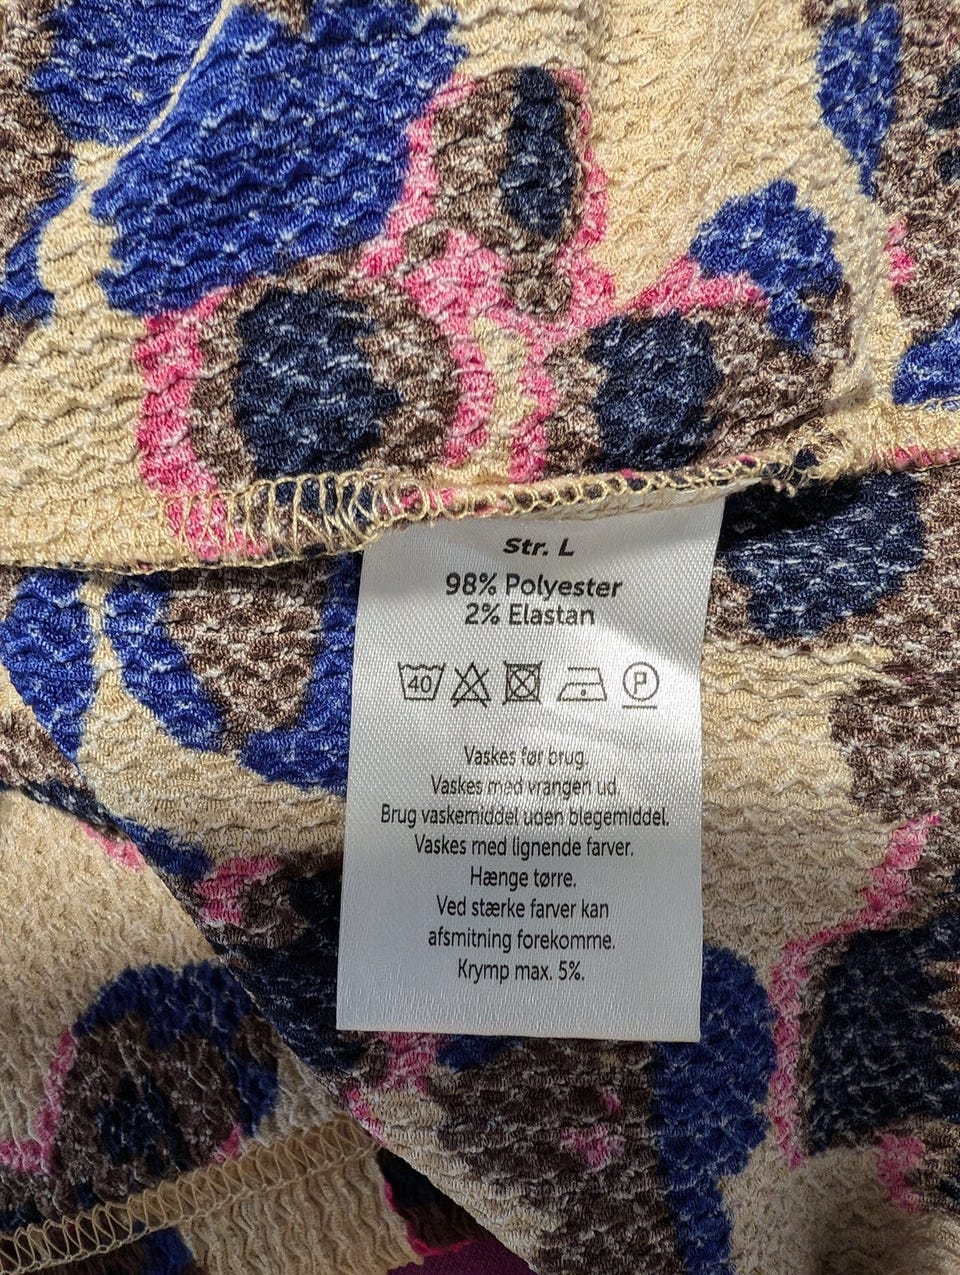 Str. L
98% Polyester
2% Elastan
40 P
Vaskes før brug.
Vaskes med vrangen ud.
Brug vaskemiddel uden blegemiddel.
Vaskes med lignende farver.
Hænge tørre.
Ved stærke farver kan
afsmitning forekomme.
Krymp max. 5%.